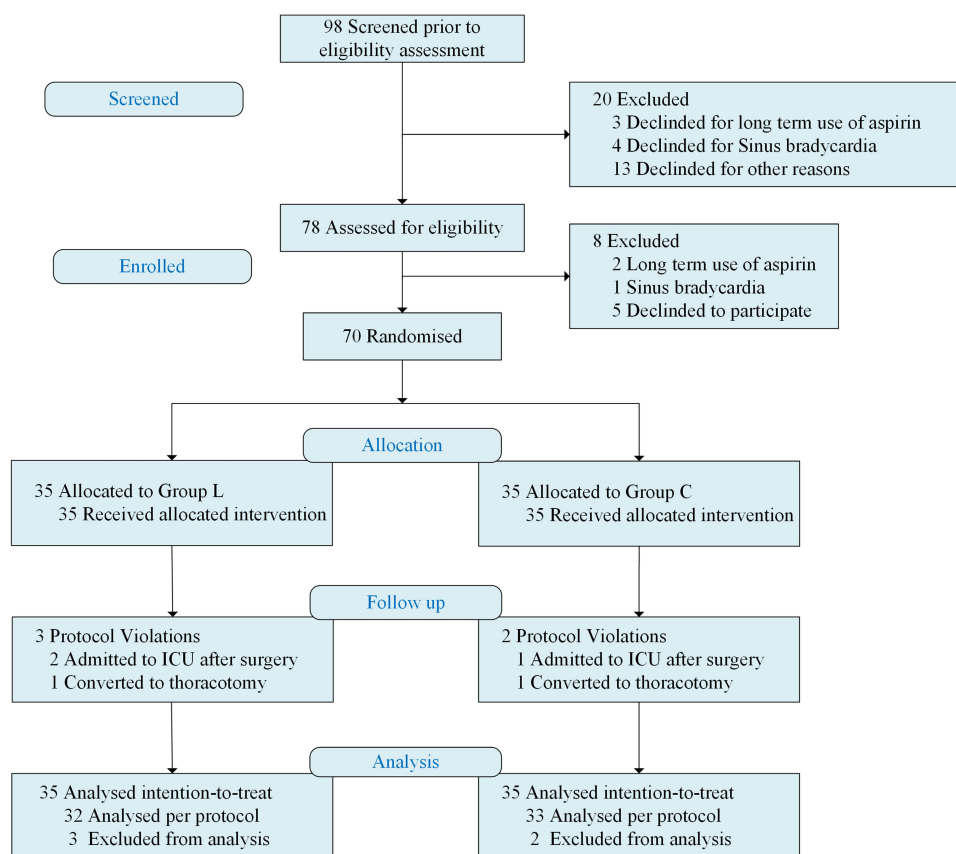 98 Screened prior to
eligibility assessment
Screened
20 Excluded
3 Declinded for long term use of aspirin
4 Declinded for Sinus bradycardia
13 Declinded for other reasons
78 Assessed for eligibility
Enrolled
8 Excluded
2 Long term use of aspirin
1 Sinus bradycardia
5 Declinded to participate
70 Randomised
Allocation
35 Allocated to Group L
35 Received allocated intervention
35 Allocated to Group C
35 Received allocated intervention
Follow up
3 Protocol Violations
2 Admitted to ICU after surgery
1 Converted to thoracotomy
2 Protocol Violations
1 Admitted to ICU after surgery
1 Converted to thoracotomy
Analysis
35 Analysed intention-to-treat
32 Analysed per protocol
3 Excluded from analysis
35 Analysed intention-to-treat
33 Analysed per protocol
2 Excluded from analysis